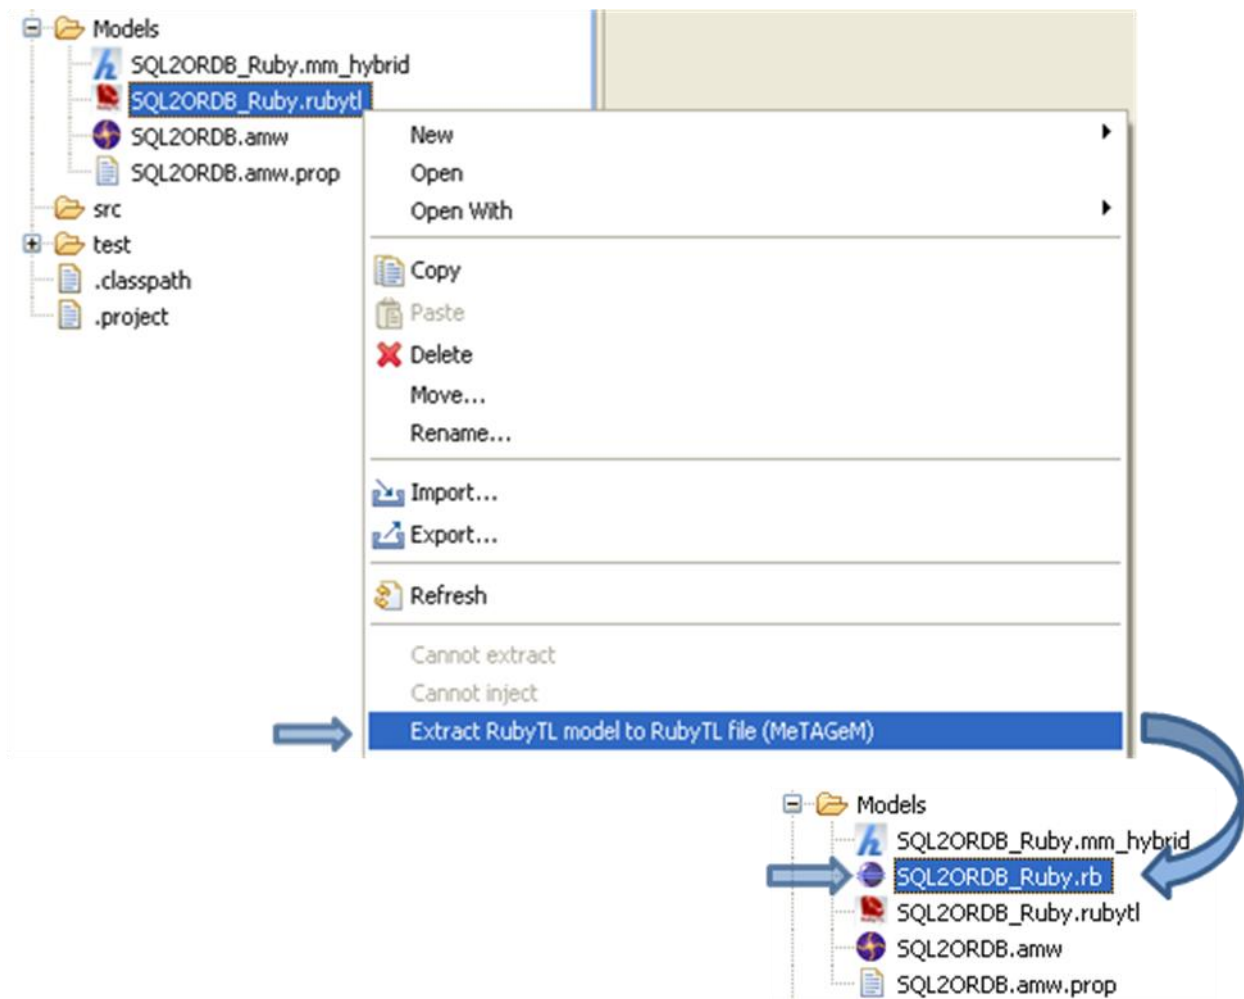 Models
SQL2ORDB_Ruby.mm_hybrid
SQL2ORDB_Ruby.rubytl
SQL2ORDB.amw
SQL2ORDB.amw.prop
src
test
.classpath
.project
New
Open
Open With
Copy
Paste
Delete
Move...
Rename...
Import...
Export...
Refresh
Cannot extract
Cannot inject
Extract RubyTL model to RubyTL file (MeTAGeM)
Models
SQL2ORDB_Ruby.mm_hybrid
SQL2ORDB_Ruby.rb
SQL2ORDB_Ruby.rubytl
SQL2ORDB.amw
SQL2ORDB.amw.prop